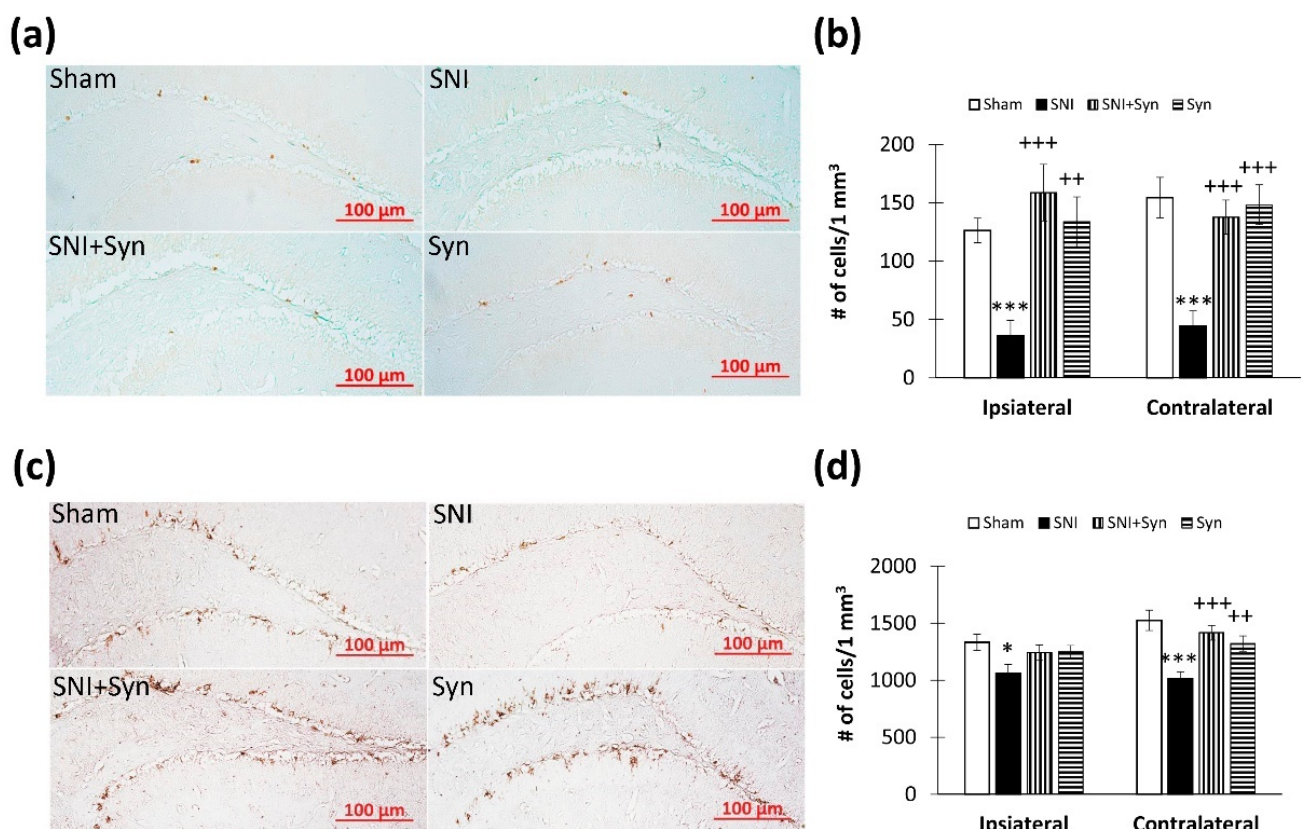 (a)
Sham
SNI
100 µm
100 µm
SNI+Syn
Syn
100 µm
100 µm
(b)
Sham SNI SNI+Syn Syn
# of cells/1 mm³
200
150
100
50
0
*** +++ ++
*** +++ +++
Ipsiateral Contralateral
(c)
Sham
SNI
100 µm
100 µm
SNI+Syn
Syn
100 µm
100 µm
(d)
Sham SNI SNI+Syn Syn
# of cells/1 mm³
2000
1500
1000
500
0
*
*** +++ ++
Ipsilateral Contralateral